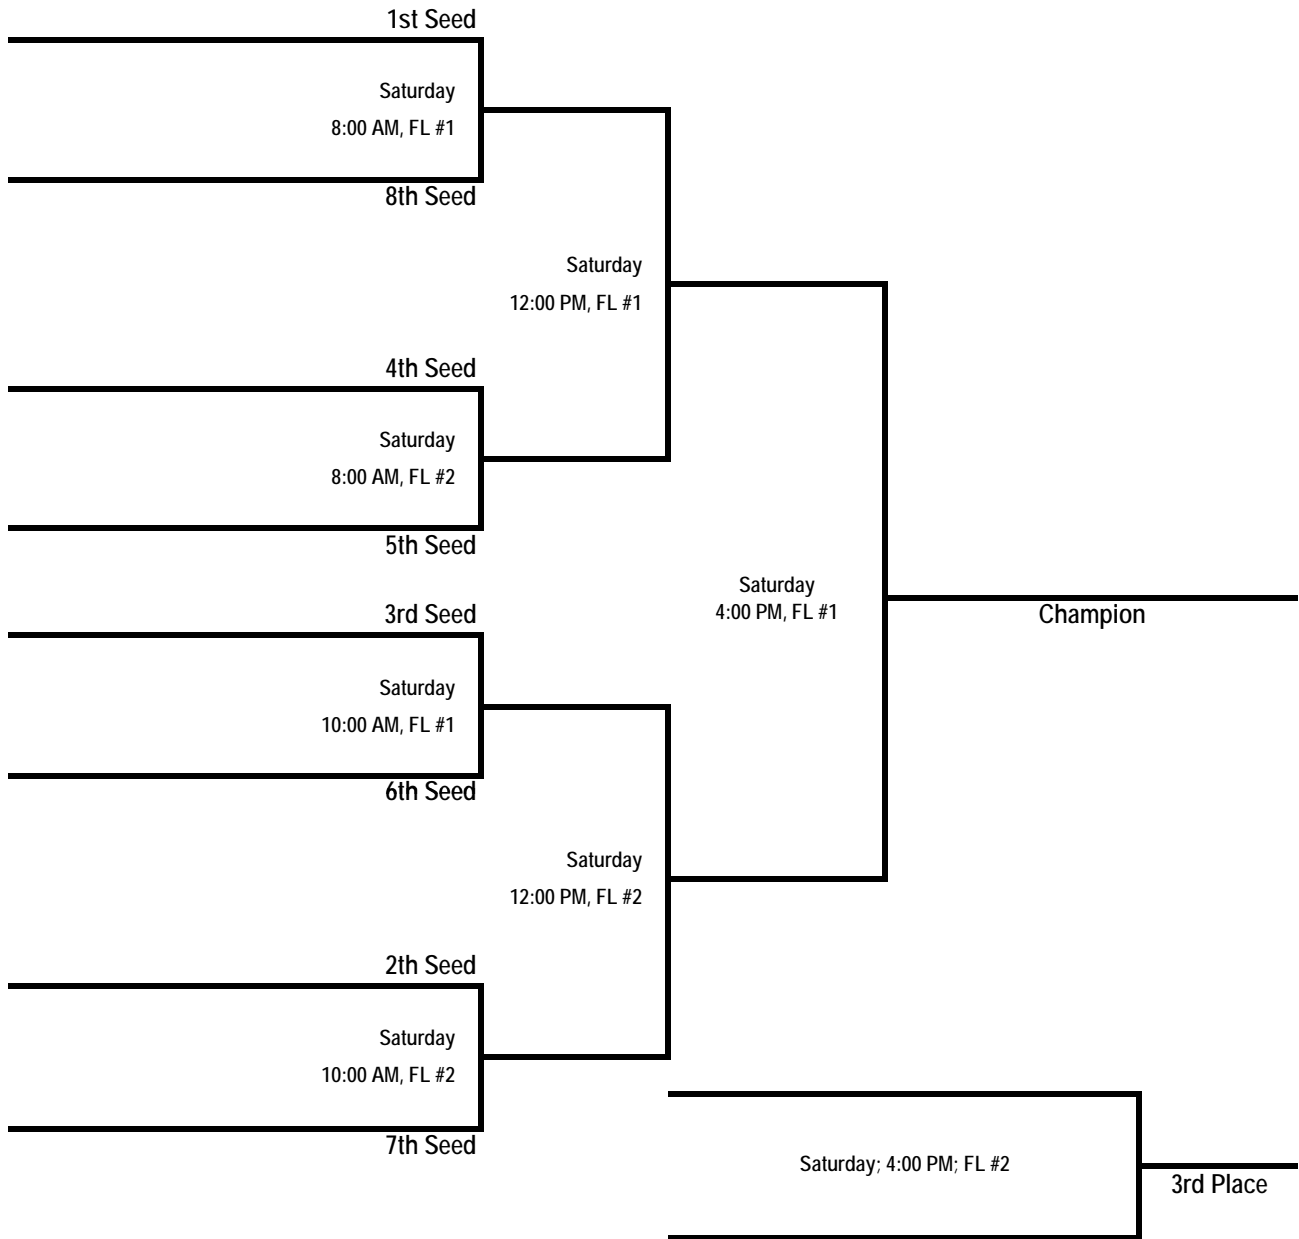 1st Seed
Saturday
8:00 AM, FL #1
8th Seed
Saturday
12:00 PM, FL #1
4th Seed
Saturday
8:00 AM, FL #2
5th Seed
Saturday
4:00 PM, FL #1
Champion
3rd Seed
Saturday
10:00 AM, FL #1
6th Seed
Saturday
12:00 PM, FL #2
2th Seed
Saturday
10:00 AM, FL #2
7th Seed
Saturday; 4:00 PM; FL #2
3rd Place